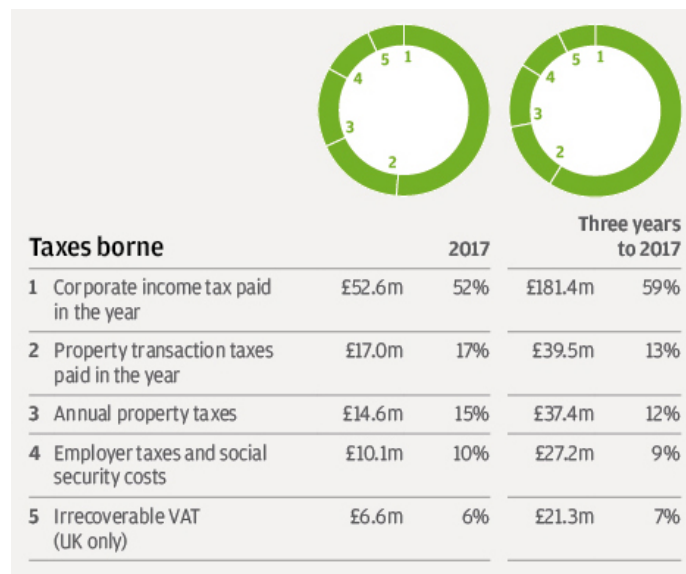 1
2
3
4
5
1
2
3
4
5
Three years
Taxes borne 2017 to 2017
1 Corporate income tax paid £52.6m 52% £181.4m 59%
in the year
2 Property transaction taxes £17.0m 17% £39.5m 13%
paid in the year
3 Annual property taxes £14.6m 15% £37.4m 12%
4 Employer taxes and social £10.1m 10% £27.2m 9%
security costs
5 Irrecoverable VAT £6.6m 6% £21.3m 7%
(UK only)